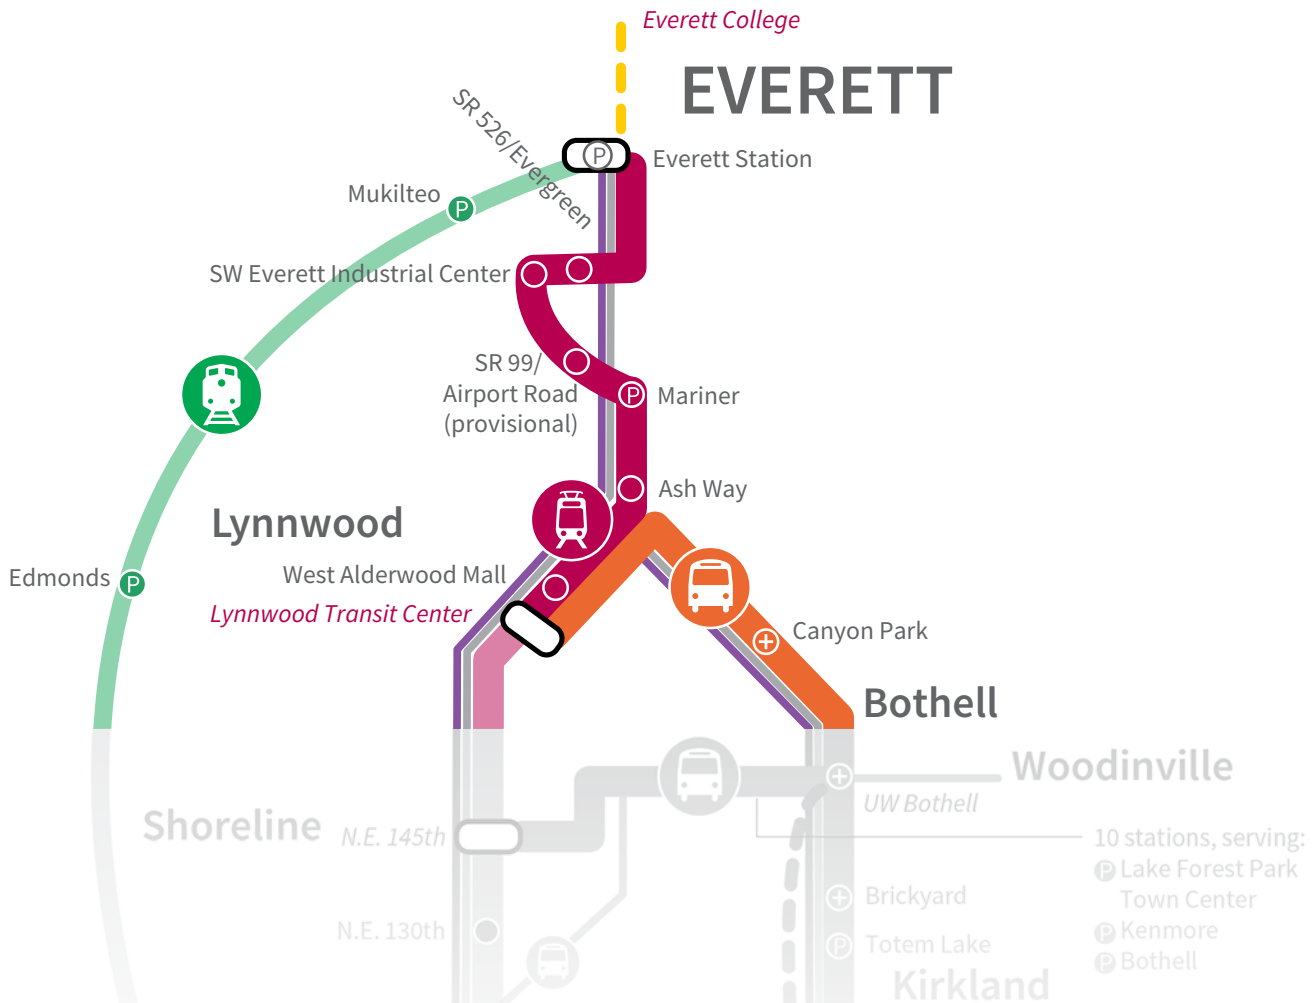 Everett College
EVERETT
SR 526/Evergreen
P
Everett Station
Mukilteo
P
SW Everett Industrial Center
SR 99/
Airport Road
(provisional)
P
Mariner
Ash Way
Lynnwood
Edmonds
P
West Alderwood Mall
Lynnwood Transit Center
Canyon Park
Bothell
Woodinville
UW Bothell
Shoreline
N.E. 145th
10 stations, serving:
P Lake Forest Park
Town Center
P Kenmore
P Bothell
Brickyard
N.E. 130th
P
Totem Lake
Kirkland